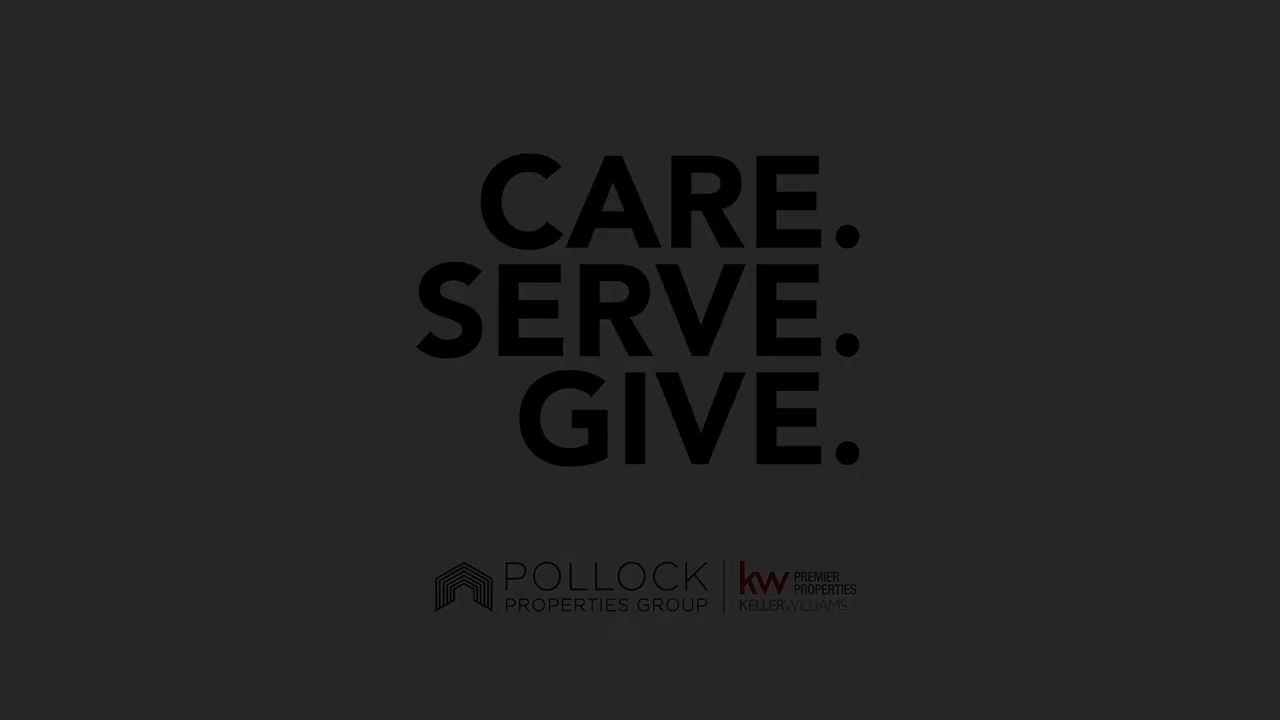 CARE.
SERVE.
GIVE.
POLLOCK
PROPERTIES GROUP
kw PREMIER
PROPERTIES
KELLERWILLIAMS.